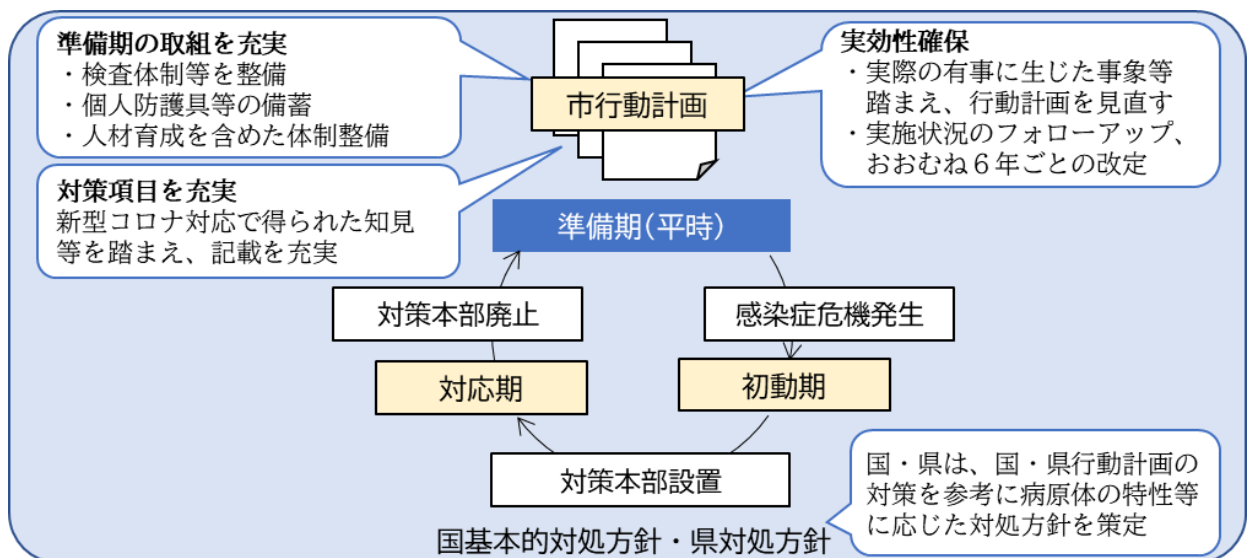 準備期の取組を充実
・検査体制等を整備
・個人防護具等の備蓄
・人材育成を含めた体制整備
市行動計画
実効性確保
・実際の有事に生じた事象等
踏まえ、行動計画を見直す
・実施状況のフォローアップ、
おおむね６年ごとの改定
対策項目を充実
新型コロナ対応で得られた知見
等を踏まえ、記載を充実
準備期(平時)
対策本部廃止
感染症危機発生
対応期
初動期
対策本部設置
国・県は、国・県行動計画の
対策を参考に病原体の特性等
に応じた対処方針を策定
国基本的対処方針・県対処方針